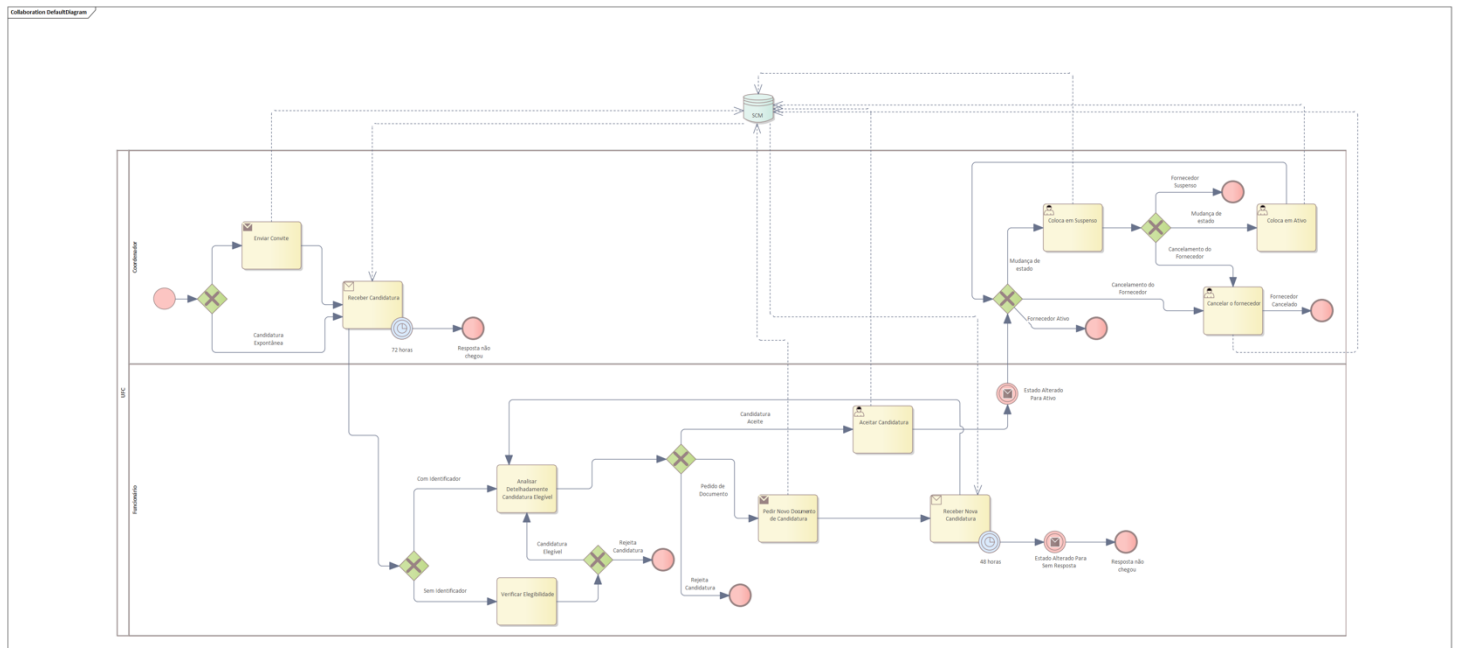 Collaboration DefaultDiagram
SCM
UTC
Coordenador
Enviar Convite
Receber Candidatura
Candidatura
Expontânea
72 horas
Resposta não
chegou
Coloca em Suspenso
Fornecedor
Suspenso
Mudança de
estado
Coloca em Ativo
Mudança de
estado
Cancelamento do
Fornecedor
Cancelamento do
Fornecedor
Cancelar o fornecedor
Fornecedor
Cancelado
Fornecedor Ativo
Funcionário
Estado Alterado
Para Ativo
Candidatura
Aceite
Aceitar Candidatura
Com Identificador
Analisar
Detalhadamente
Candidatura Elegível
Pedido de
Documento
Pedir Novo Documento
de Candidatura
Receber Nova
Candidatura
Candidatura
Elegível
Rejeita
Candidatura
48 horas
Estado Alterado Para
Sem Resposta
Resposta não
chegou
Sem Identificador
Verificar Elegibilidade
Rejeita
Candidatura